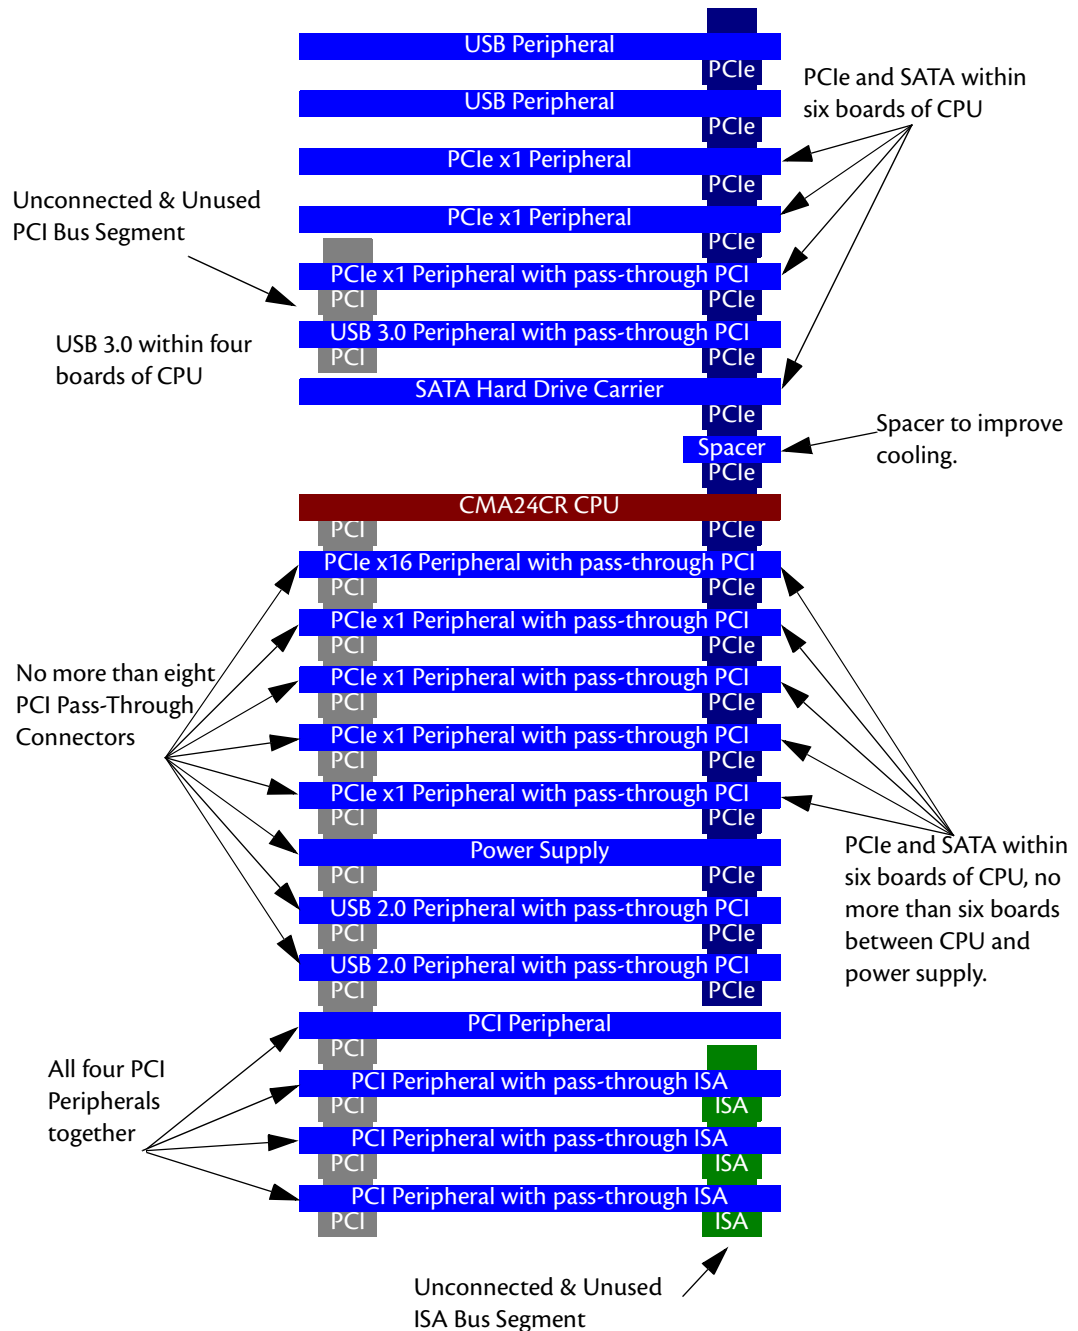 USB Peripheral
PCIe
USB Peripheral
PCIe
PCIe and SATA within
six boards of CPU
PCIe x1 Peripheral
PCIe
Unconnected & Unused
PCI Bus Segment
PCIe x1 Peripheral
PCIe
PCIe x1 Peripheral with pass-through PCI
PCI
PCIe
USB 3.0 within four
boards of CPU
USB 3.0 Peripheral with pass-through PCI
PCI
PCIe
SATA Hard Drive Carrier
PCIe
Spacer to improve
cooling.
Spacer
PCIe
CMA24CR CPU
PCI
PCIe
PCIe x16 Peripheral with pass-through PCI
PCI
PCIe
PCIe x1 Peripheral with pass-through PCI
PCI
PCIe
No more than eight
PCI Pass-Through
Connectors
PCIe x1 Peripheral with pass-through PCI
PCI
PCIe
PCIe x1 Peripheral with pass-through PCI
PCI
PCIe
PCIe x1 Peripheral with pass-through PCI
PCI
PCIe
PCIe and SATA within
six boards of CPU, no
more than six boards
between CPU and
power supply.
Power Supply
PCI
PCIe
USB 2.0 Peripheral with pass-through PCI
PCI
PCIe
USB 2.0 Peripheral with pass-through PCI
PCI
PCIe
PCI Peripheral
PCI
All four PCI
Peripherals
together
PCI Peripheral with pass-through ISA
PCI
ISA
PCI Peripheral with pass-through ISA
PCI
ISA
PCI Peripheral with pass-through ISA
PCI
ISA
Unconnected & Unused
ISA Bus Segment